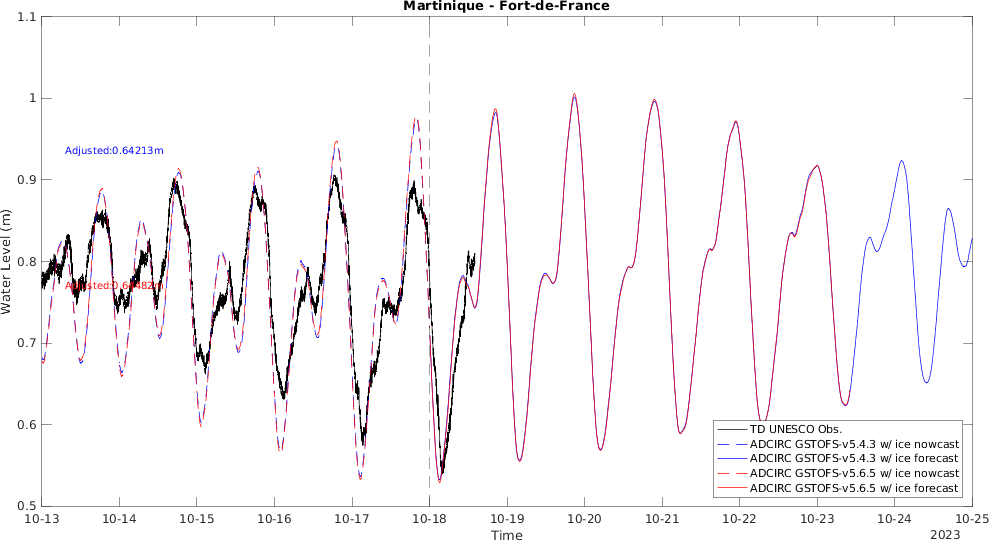 Martinique - Fort-de-France
1.1
1
0.9
0.8
0.7
0.6
0.5
Water Level (m)
Adjusted:0.64213m
TD UNESCO Obs.
ADCIRC GSTOFS-v5.4.3 w/ ice nowcast
ADCIRC GSTOFS-v5.4.3 w/ ice forecast
ADCIRC GSTOFS-v5.6.5 w/ ice nowcast
ADCIRC GSTOFS-v5.6.5 w/ ice forecast
10-13 10-14 10-15 10-16 10-17 10-18 10-19 10-20 10-21 10-22 10-23 10-24 10-25
Time
2023